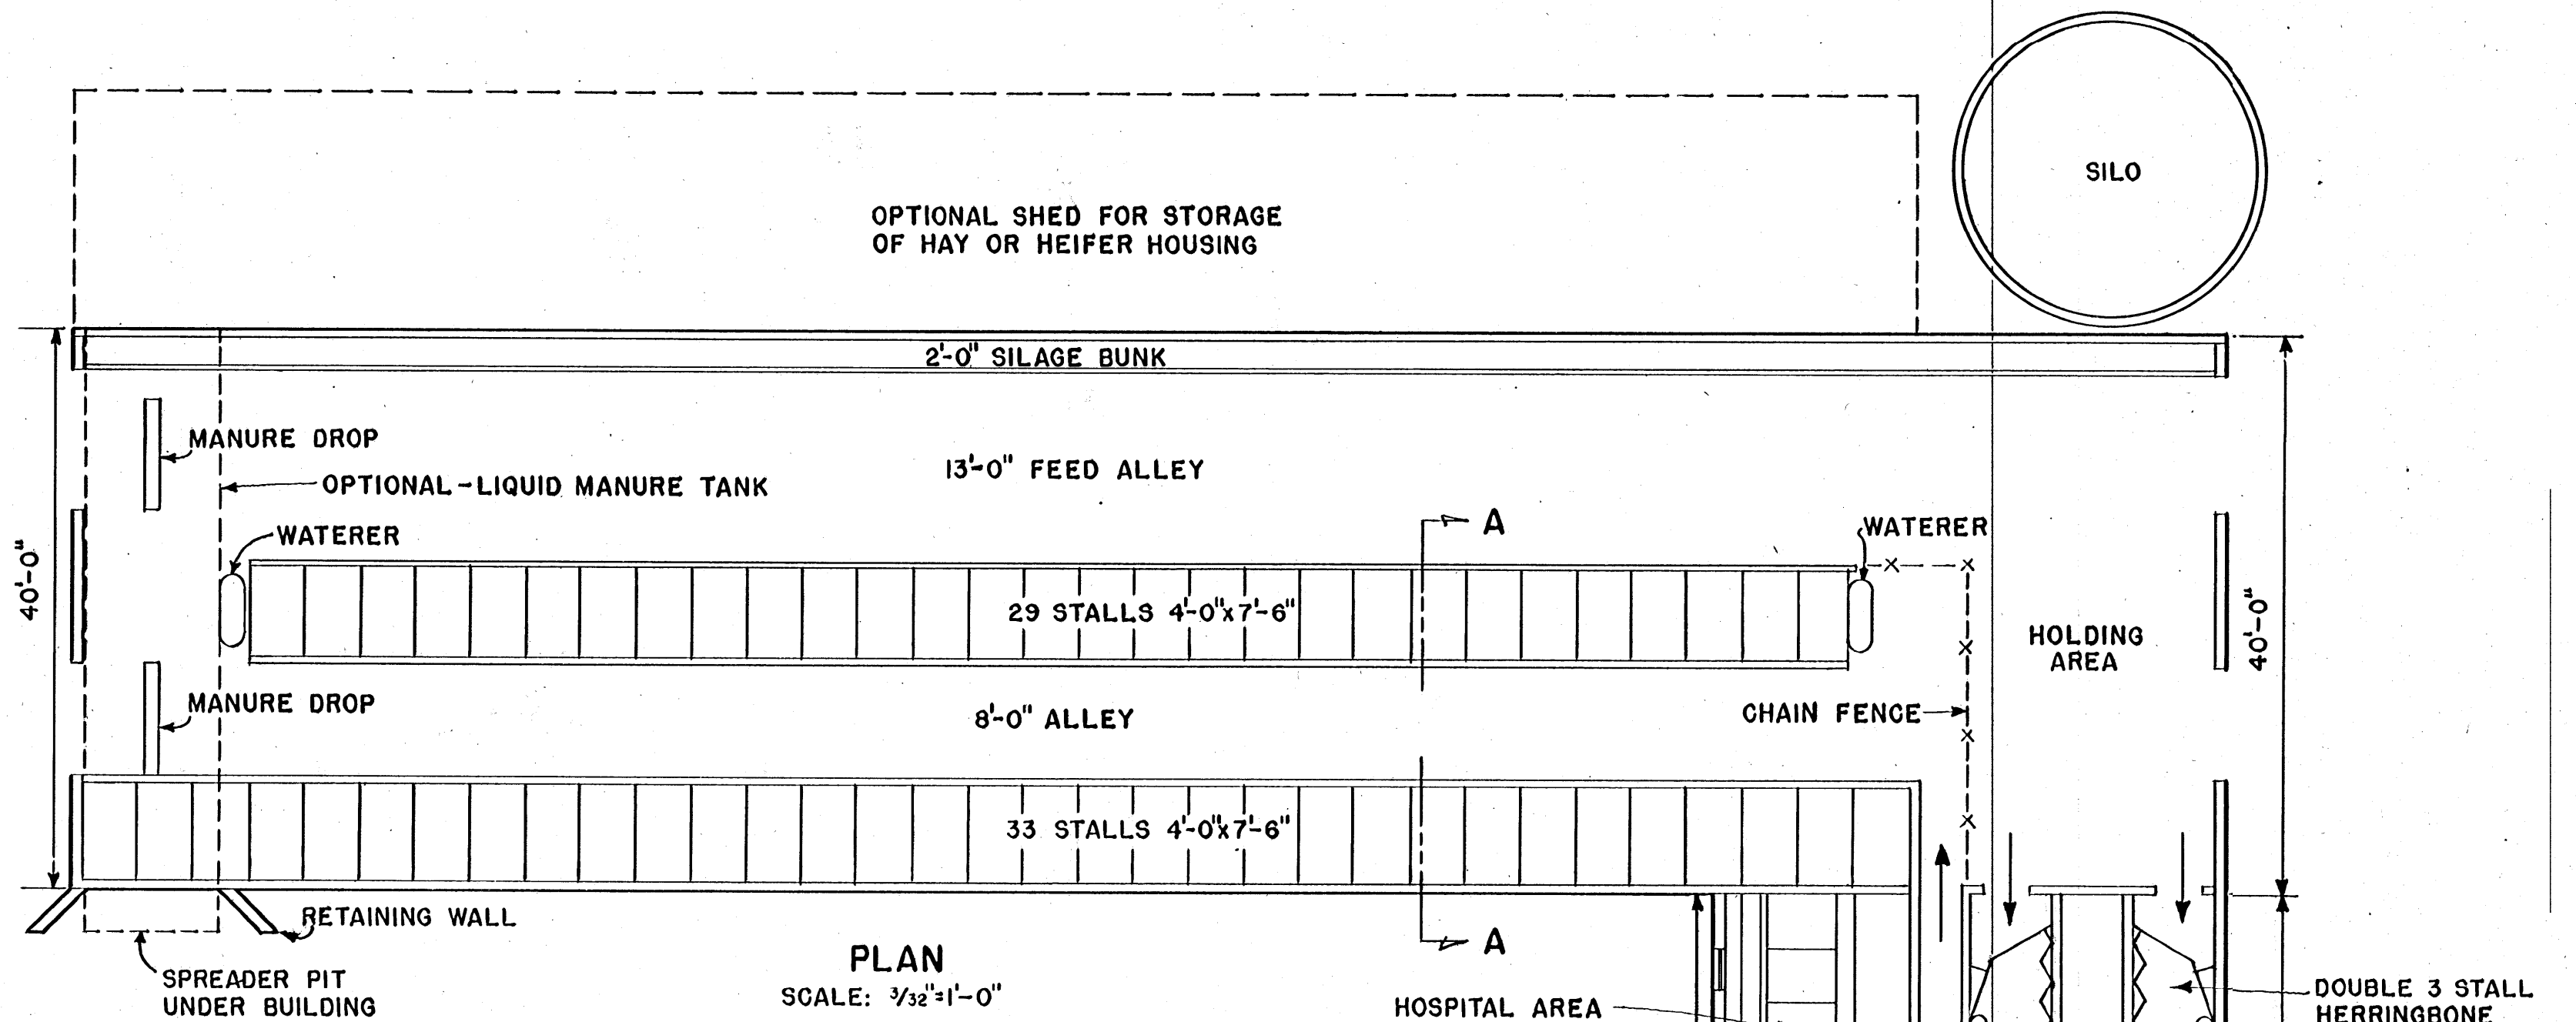 SILO
OPTIONAL SHED FOR STORAGE
OF HAY OR HEIFER HOUSING
2'-0" SILAGE BUNK
MANURE DROP
13'-0" FEED ALLEY
OPTIONAL-LIQUID MANURE TANK
A
WATERER
WATERER
40'-0"
29 STALLS 4'-0"x7'-6"
HOLDING
AREA
40'-0"
MANURE DROP
8'-0" ALLEY
CHAIN FENCE
33 STALLS 4'-0"x7'-6"
RETAINING WALL
A
PLAN
SCALE: 3/32"=1'-0"
SPREADER PIT
UNDER BUILDING
HOSPITAL AREA
DOUBLE 3 STALL
HERRINGBONE